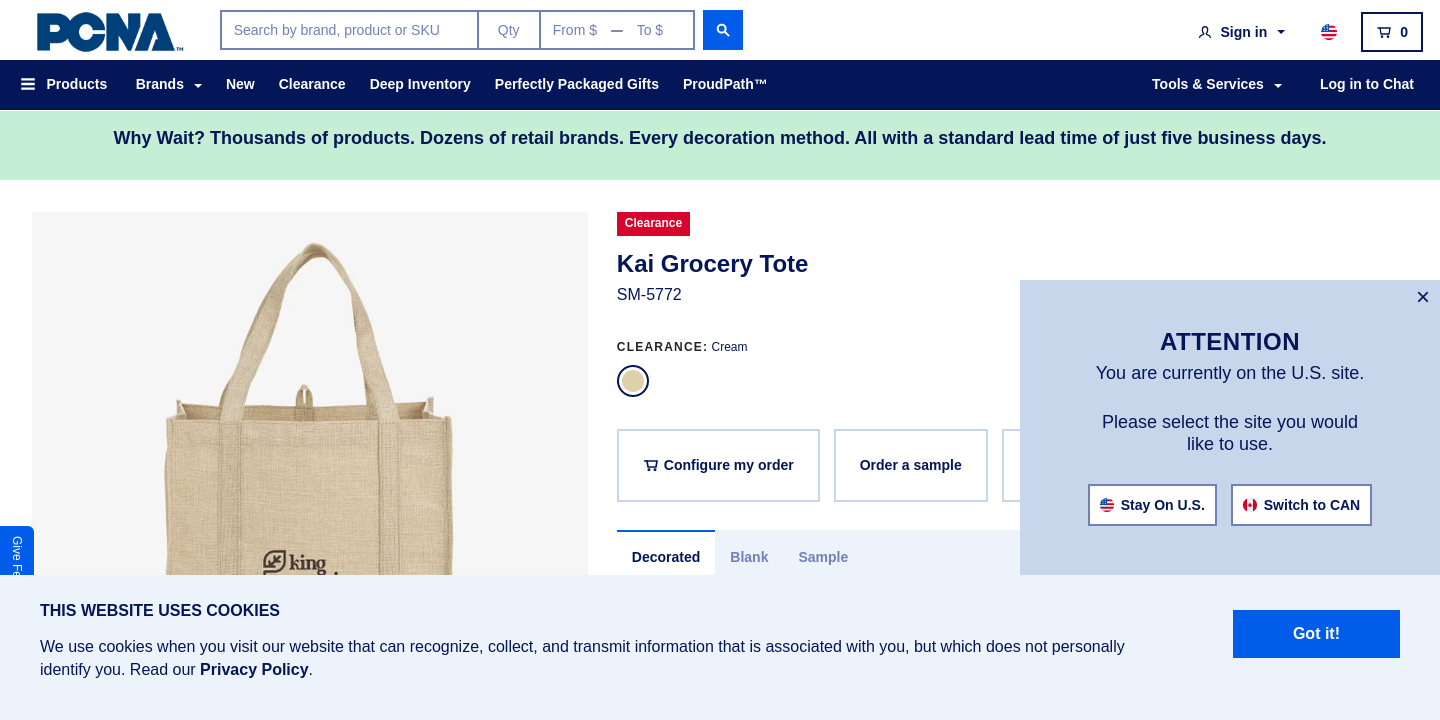 PCNA™
Search by brand, product or SKU
Qty
From $ — To $
Sign in
0
Products
Brands
New
Clearance
Deep Inventory
Perfectly Packaged Gifts
ProudPath™
Tools & Services
Log in to Chat
Why Wait? Thousands of products. Dozens of retail brands. Every decoration method. All with a standard lead time of just five business days.
Clearance
Kai Grocery Tote
SM-5772
CLEARANCE: Cream
Configure my order
Order a sample
Decorated
Blank
Sample
king
×
ATTENTION
You are currently on the U.S. site.
Please select the site you would
like to use.
Stay On U.S.
Switch to CAN
Give
THIS WEBSITE USES COOKIES
We use cookies when you visit our website that can recognize, collect, and transmit information that is associated with you, but which does not personally
identify you. Read our Privacy Policy.
Got it!